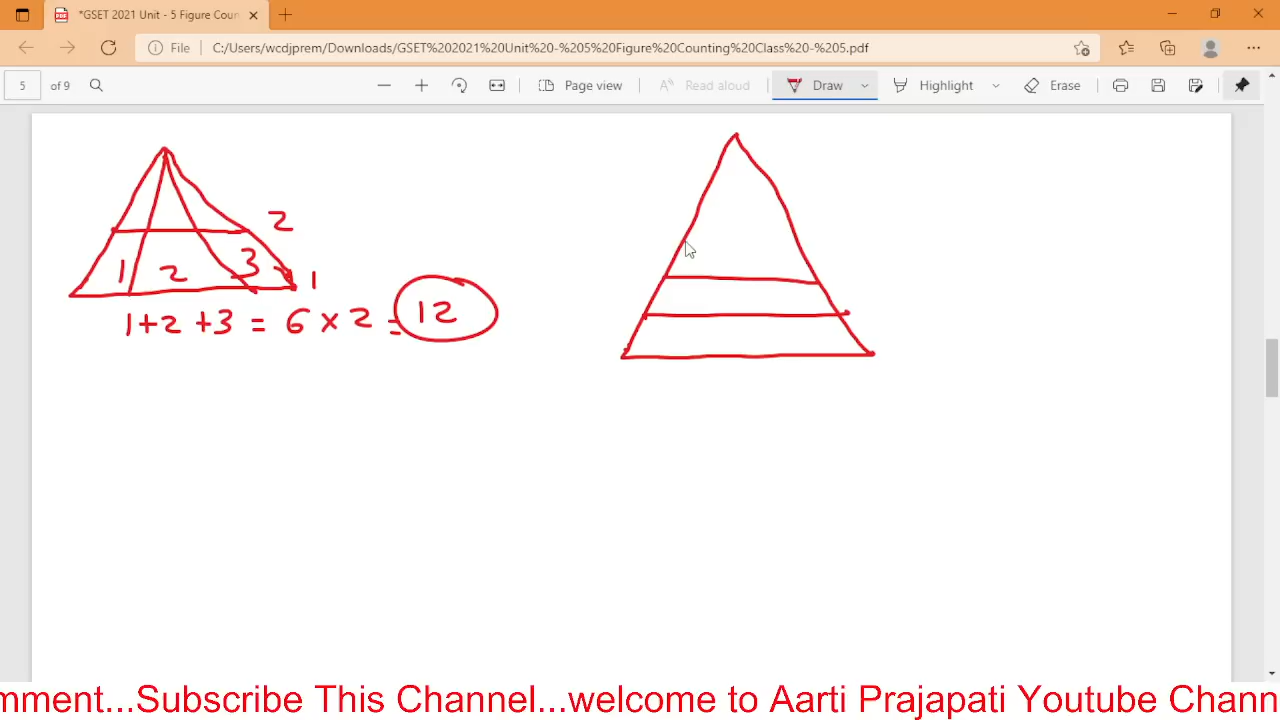 *GSET 2021 Unit - 5 Figure Coun
File
C:/Users/wcdjprem/Downloads/GSET%202021%20Unit%20-%205%20Figure%20Counting%20Class%20-%205.pdf
5 of 9
Page view
Read aloud
Draw
Highlight
Erase
2
1 2 3 1
1+2+3 = 6 × 2 = 12
mment...Subscribe This Channel...welcome to Aarti Prajapati Youtube Chann